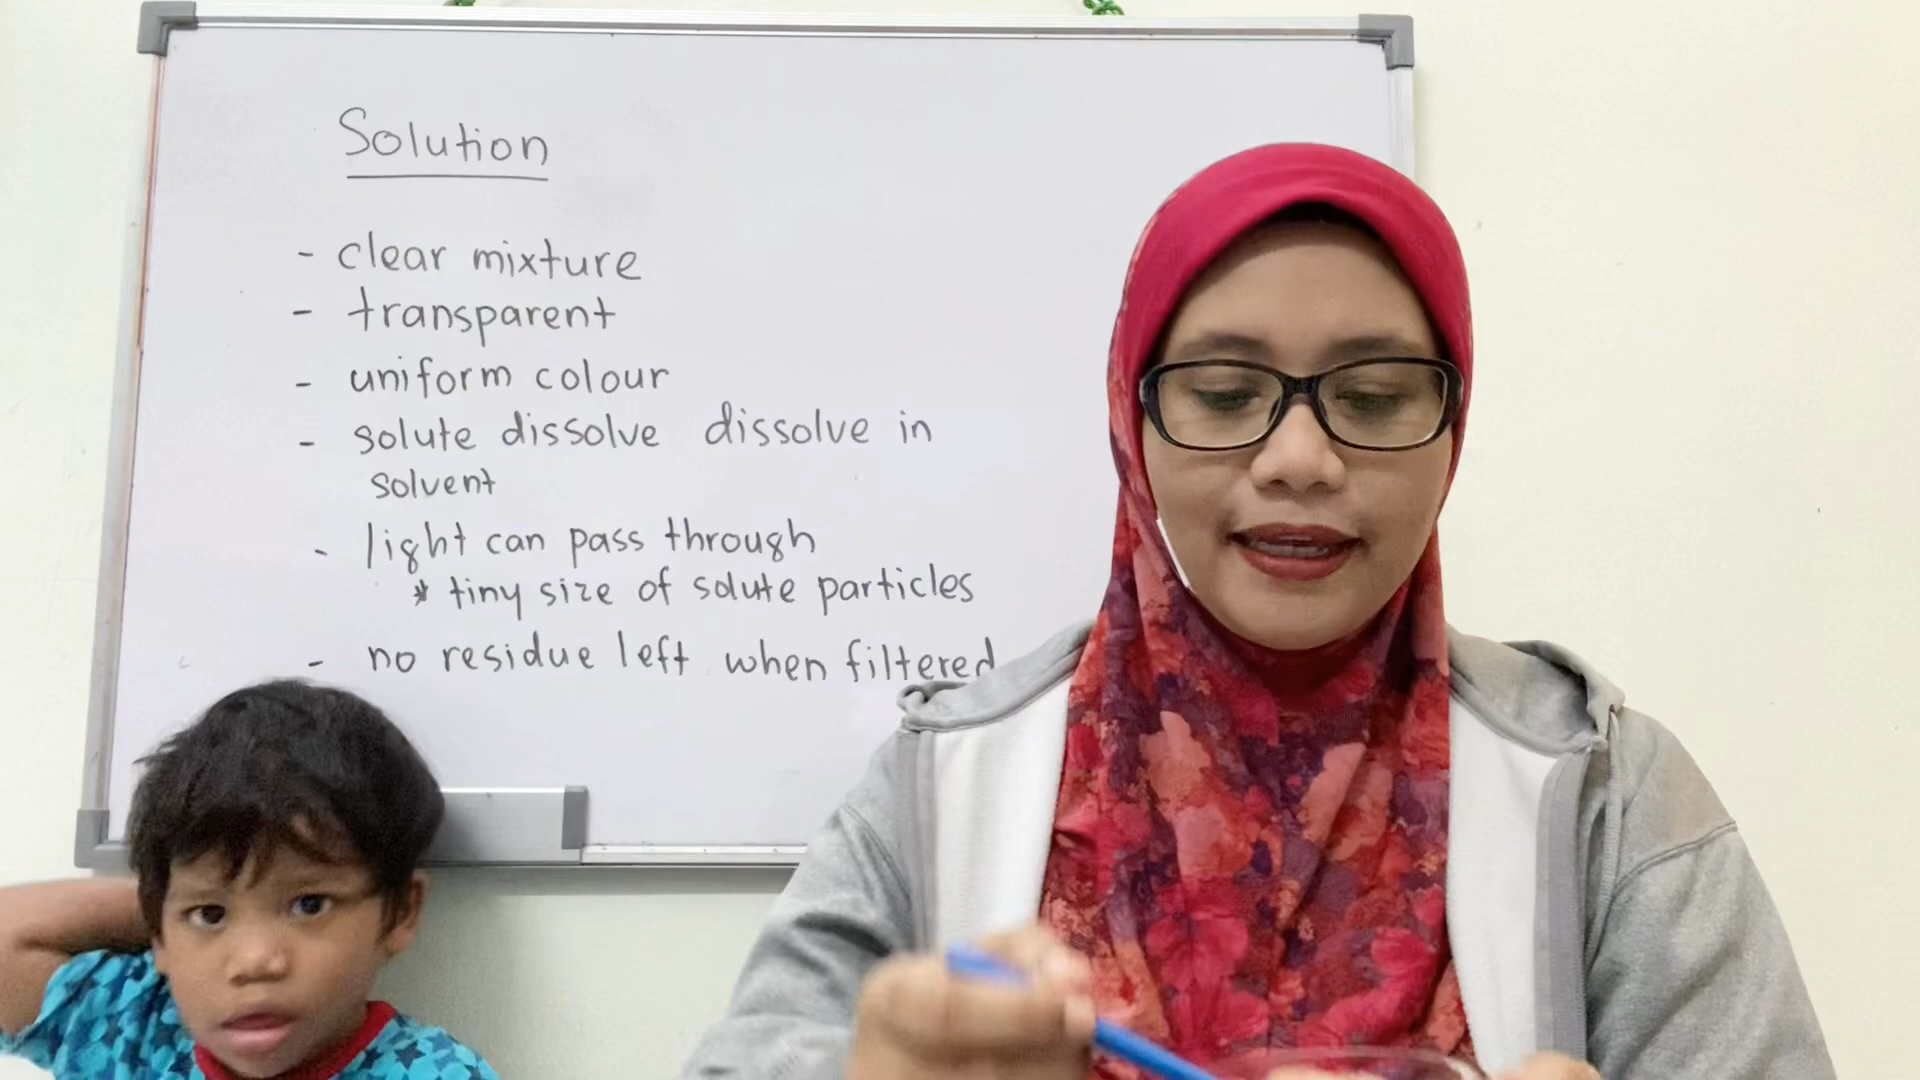 Solution
- clear mixture
- transparent
- uniform colour
- solute dissolve dissolve in
solvent
- light can pass through
* tiny size of solute particles
- no residue left when filtered